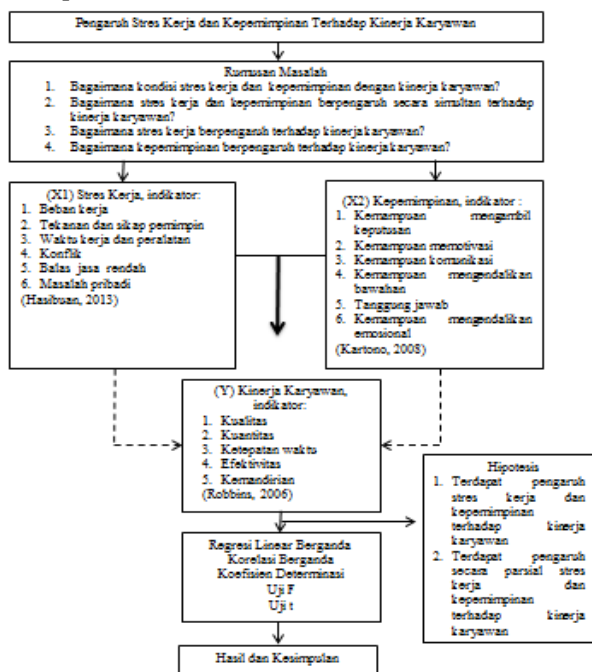 Pengaruh Stres Kerja dan Kepemimpinan Terhadap Kinerja Karyawan
Rumusan Masalah
1. Bagaimana kondisi stres kerja dan kepemimpinan dengan kinerja karyawan?
2. Bagaimana stres kerja dan kepemimpinan berpengaruh secara simultan terhadap
kinerja karyawan?
3. Bagaimana stres kerja berpengaruh terhadap kinerja karyawan?
4. Bagaimana kepemimpinan berpengaruh terhadap kinerja karyawan?
(X1) Stres Kerja, indikator:
1. Beban kerja
2. Tekanan dan sikap pemimpin
3. Waktu kerja dan peralatan
4. Konflik
5. Balas jasa rendah
6. Masalah pribadi
(Hasibuan, 2013)
(X2) Kepemimpinan, indikator :
1. Kemampuan mengambil
keputusan
2. Kemampuan memotivasi
3. Kemampuan komunikasi
4. Kemampuan mengendalikan
bawahan
5. Tanggung jawab
6. Kemampuan mengendalikan
emosional
(Kartono, 2008)
(Y) Kinerja Karyawan,
indikator:
1. Kualitas
2. Kuantitas
3. Ketepatan waktu
4. Efektivitas
5. Kemandirian
(Robbins, 2006)
Hipotesis
1. Terdapat pengaruh
stres kerja dan
kepemimpinan
terhadap kinerja
karyawan
2. Terdapat pengaruh
secara parsial stres
kerja dan
kepemimpinan
terhadap kinerja
karyawan
Regresi Linear Berganda
Korelasi Berganda
Koefisien Determinasi
Uji F
Uji t
Hasil dan Kesimpulan